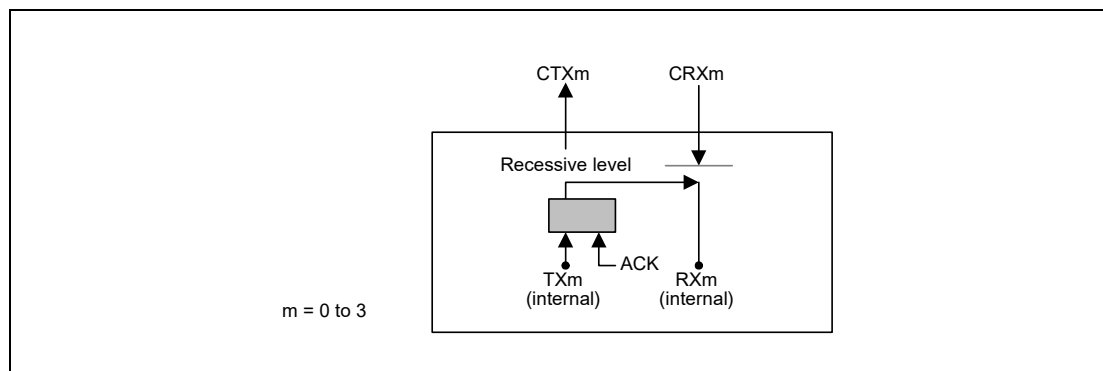 CTXm
CRXm
Recessive level
ACK
TXm
(internal)
RXm
(internal)
m = 0 to 3